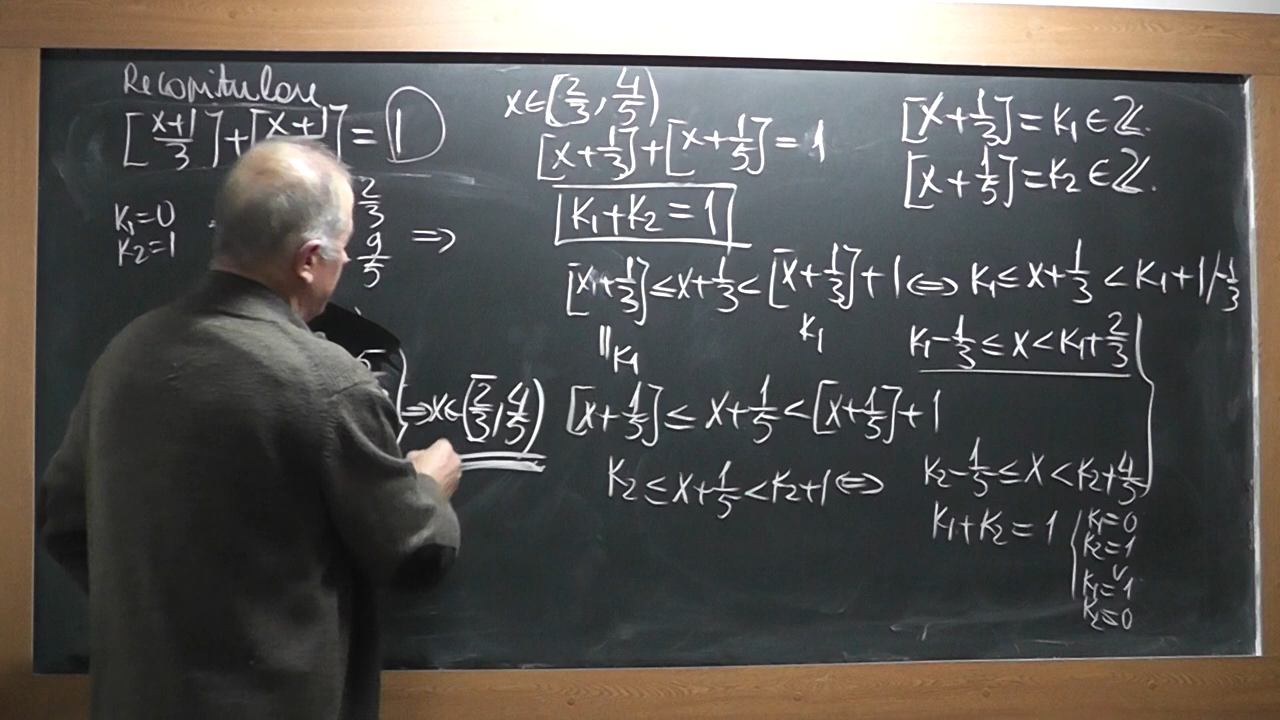 Recapitulare
[x+1/3]+[x+1/ ]=1
K₁=0
K₂=1
2/3
9/5 ⇒
⇒x∈(2/3,4/5)
x∈(2/3,4/5)
[x+1/3]+[x+1/5]=1
K₁+K₂=1
[x+1/3]≤x+1/3<[x+1/3]+1⇔K₁≤x+1/3<K₁+1/-1/3
||K₁ K₁
K₁-1/3≤x<K₁+2/3
[x+1/5]≤x+1/5<[x+1/5]+1
K₂≤x+1/5<K₂+1⇔
K₂-1/5≤x<K₂+4/5
K₁+K₂=1
K₁=0
K₂=1
v
K₁=1
K₂=0
[x+1/3]=K₁∈ℤ.
[x+1/5]=K₂∈ℤ.